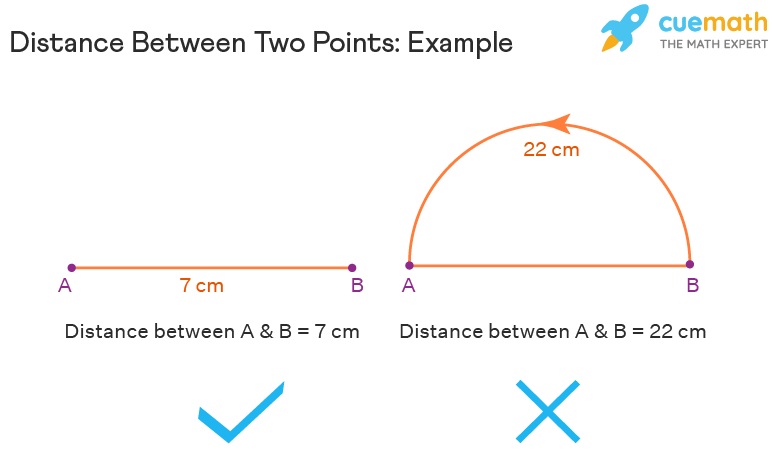 Distance Between Two Points: Example
cuemath
THE MATH EXPERT
22 cm
A
7 cm
B
A
B
Distance between A & B = 7 cm
Distance between A & B = 22 cm